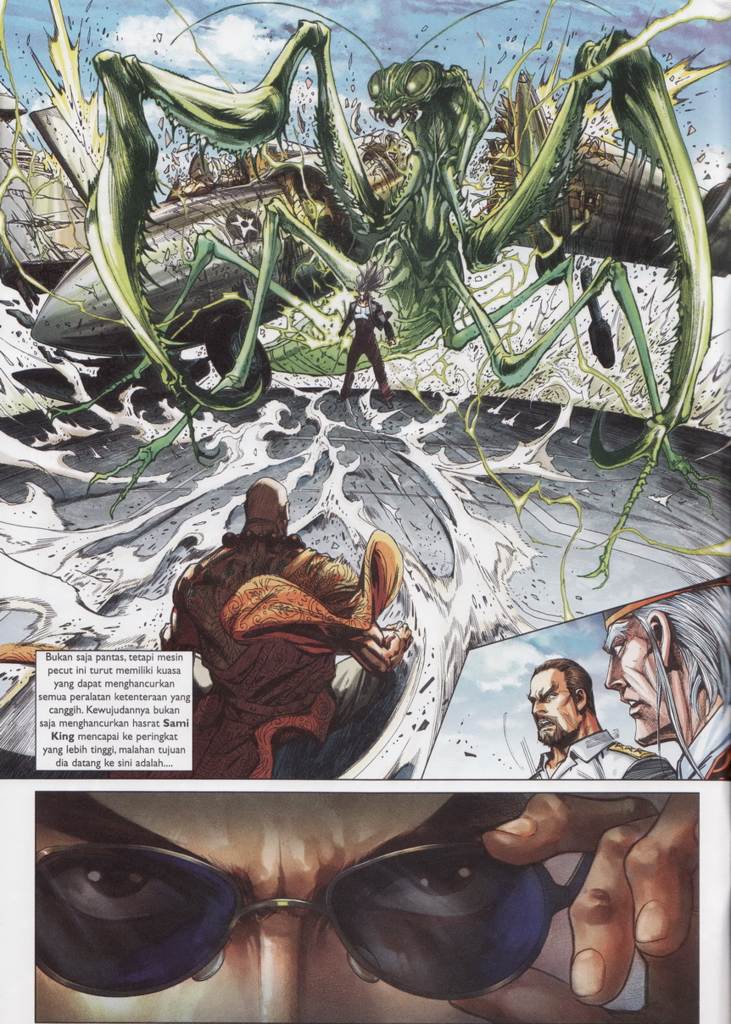 Bukan saja pantas, tetapi mesin
pecut ini turut memiliki kuasa
yang dapat menghancurkan
semua peralatan ketenteraan yang
canggih. Kewujudannya bukan
saja menghancurkan hasrat Sami
King mencapai ke peringkat
yang lebih tinggi, malahan tujuan
dia datang ke sini adalah....